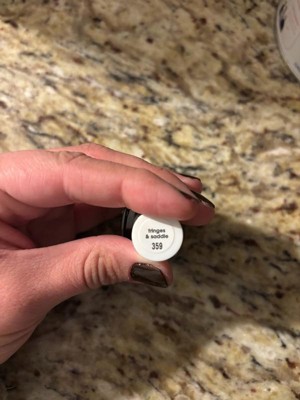 fringes
& saddle
359